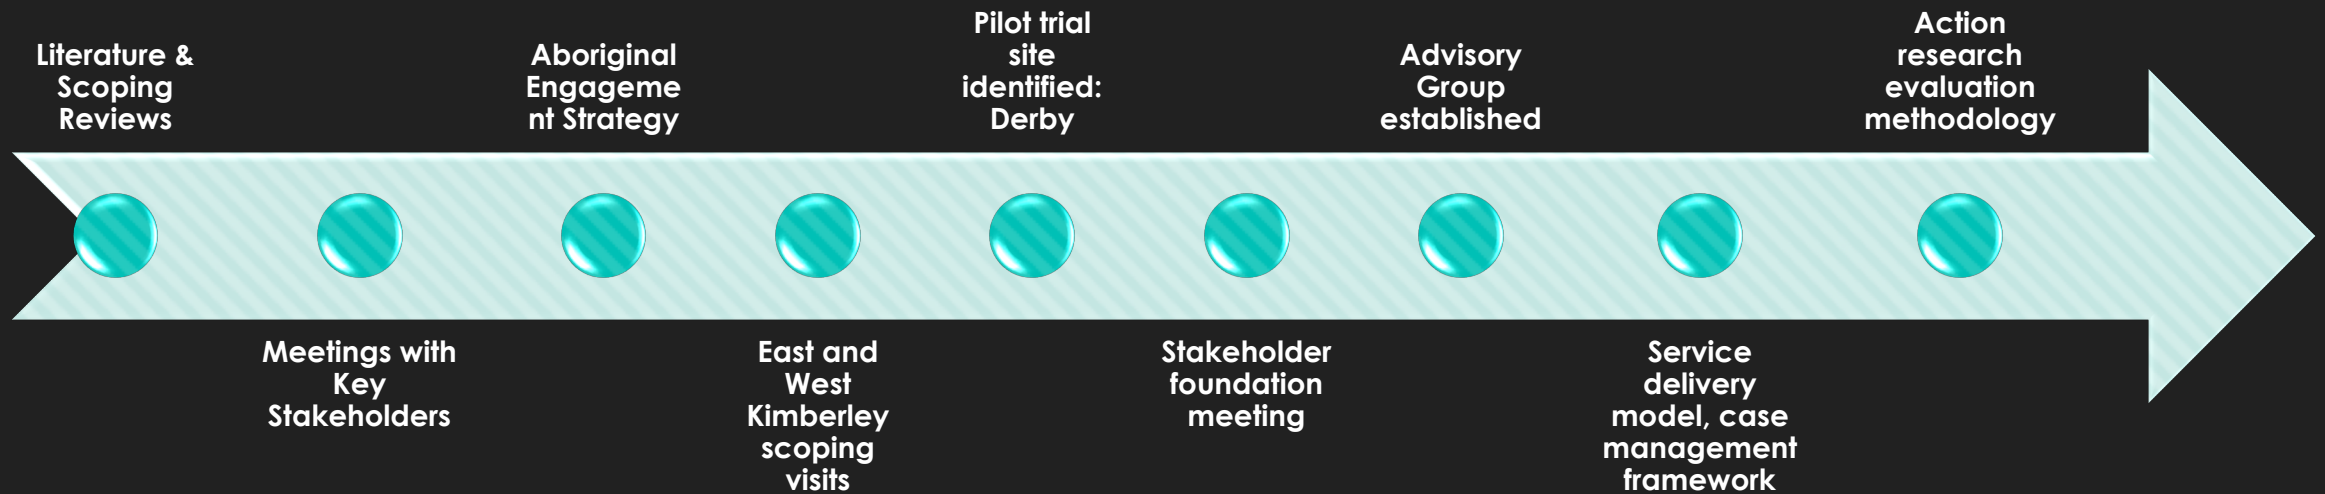 Literature &
Scoping
Reviews
Meetings with
Key
Stakeholders
Aboriginal
Engageme
nt Strategy
East and
West
Kimberley
scoping
visits
Pilot trial
site
identified:
Derby
Stakeholder
foundation
meeting
Advisory
Group
established
Service
delivery
model, case
management
framework
Action
research
evaluation
methodology